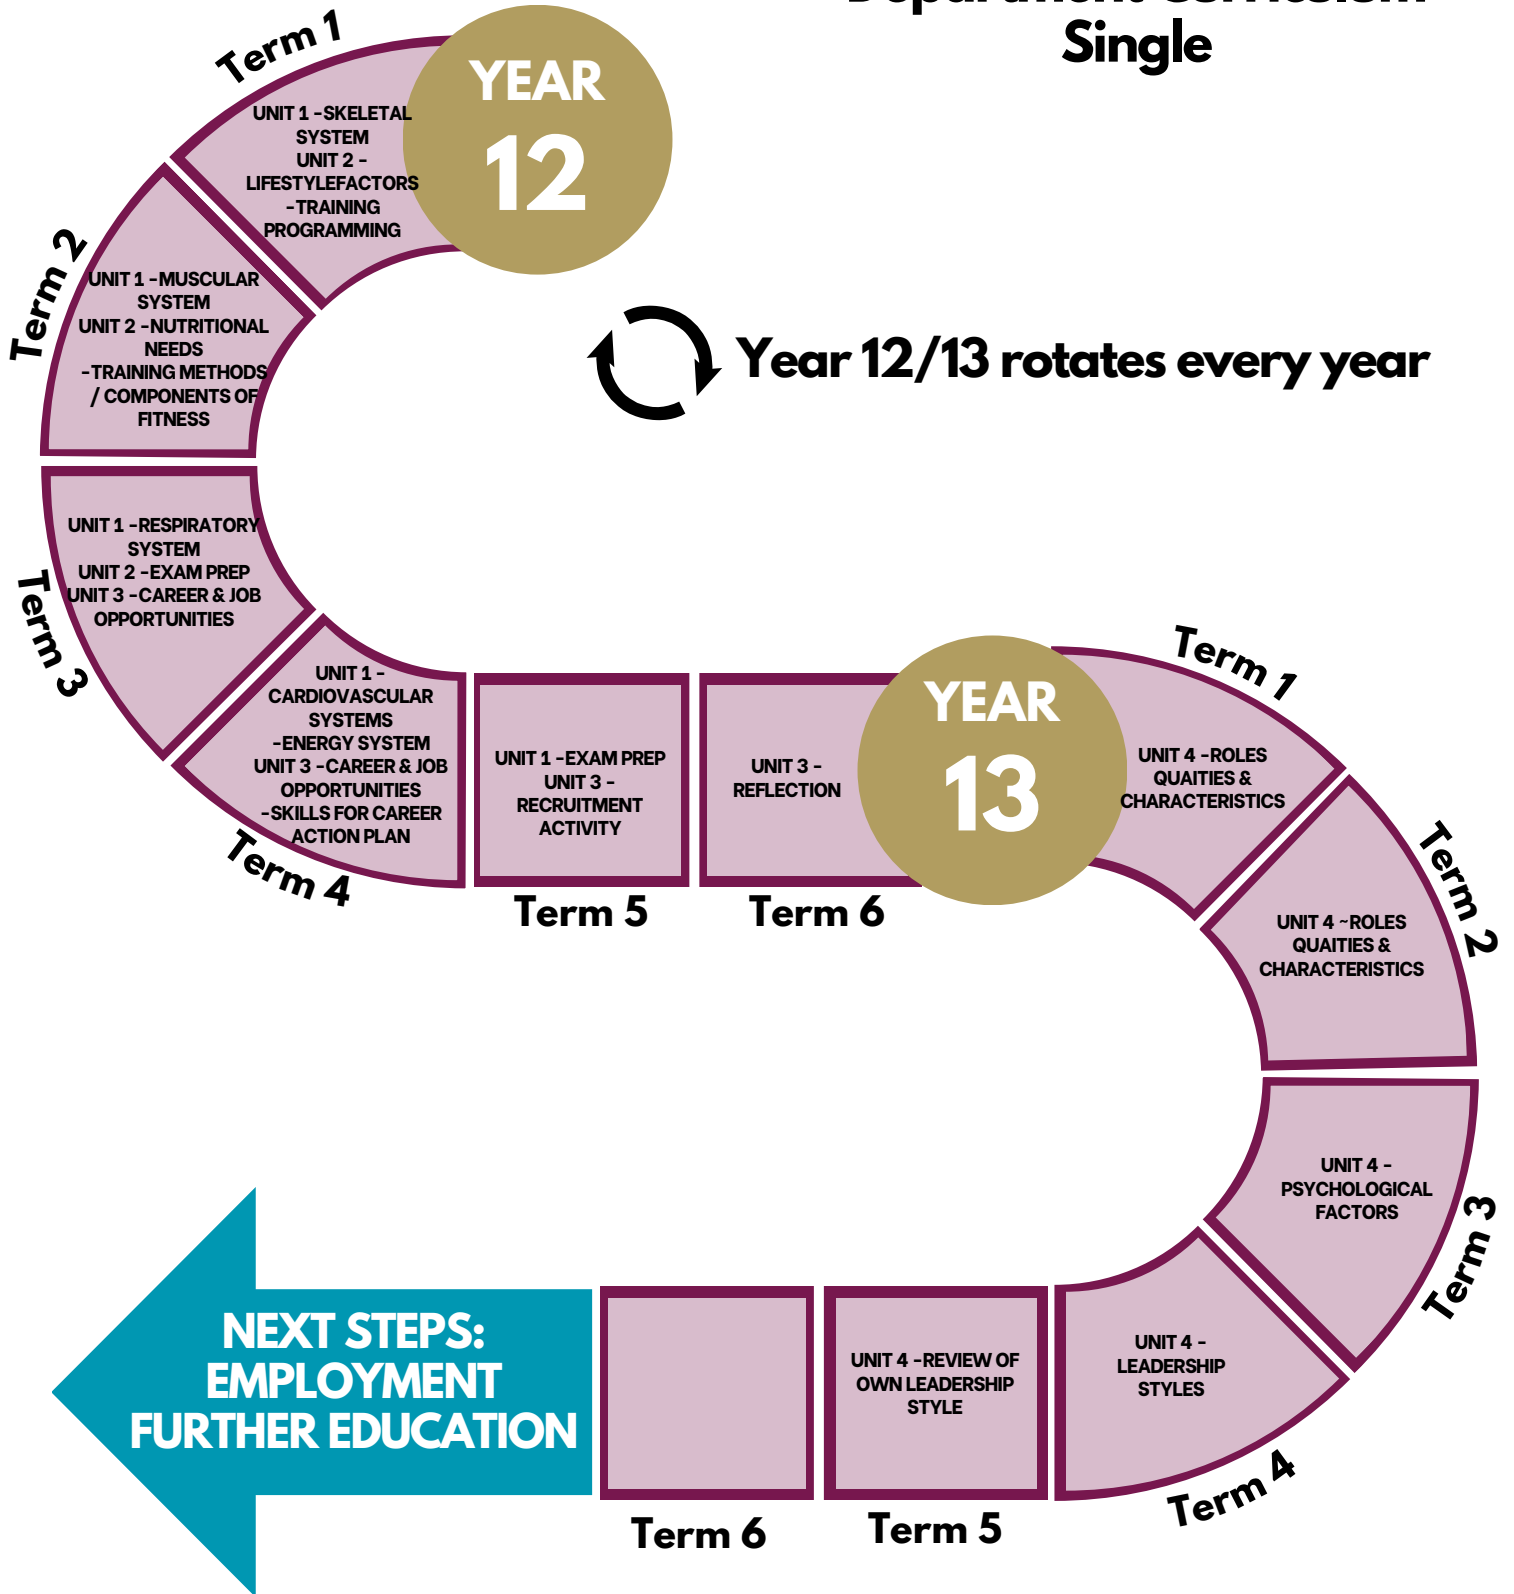 Department Curriculum
Single
Term 1
YEAR
12
UNIT 1 -SKELETAL
SYSTEM
UNIT 2 -
LIFESTYLEFACTORS
-TRAINING
PROGRAMMING
Term 2
UNIT 1 -MUSCULAR
SYSTEM
UNIT 2 -NUTRITIONAL
NEEDS
-TRAINING METHODS
/ COMPONENTS OF
FITNESS
Year 12/13 rotates every year
Term 3
UNIT 1 -RESPIRATORY
SYSTEM
UNIT 2 -EXAM PREP
UNIT 3 -CAREER & JOB
OPPORTUNITIES
UNIT 1 -
CARDIOVASCULAR
SYSTEMS
-ENERGY SYSTEM
UNIT 3 -CAREER & JOB
OPPORTUNITIES
-SKILLS FOR CAREER
ACTION PLAN
Term 4
UNIT 1 -EXAM PREP
UNIT 3 -
RECRUITMENT
ACTIVITY
Term 5
UNIT 3 -
REFLECTION
Term 6
YEAR
13
Term 1
UNIT 4 -ROLES
QUAITIES &
CHARACTERISTICS
Term 2
UNIT 4 ~ROLES
QUAITIES &
CHARACTERISTICS
UNIT 4 -
PSYCHOLOGICAL
FACTORS
Term 3
UNIT 4 -
LEADERSHIP
STYLES
Term 4
UNIT 4 -REVIEW OF
OWN LEADERSHIP
STYLE
Term 5
Term 6
NEXT STEPS:
EMPLOYMENT
FURTHER EDUCATION